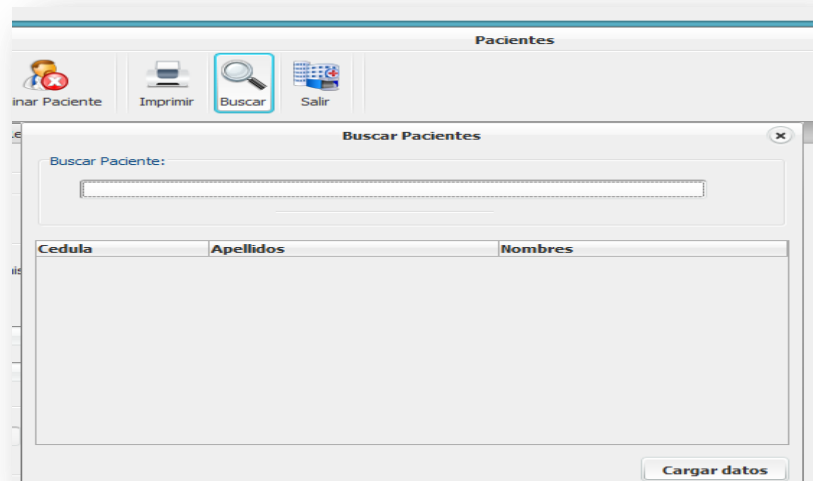 Pacientes
inar Paciente Imprimir Buscar Salir
Buscar Pacientes
Buscar Paciente:
Cedula Apellidos Nombres
Cargar datos